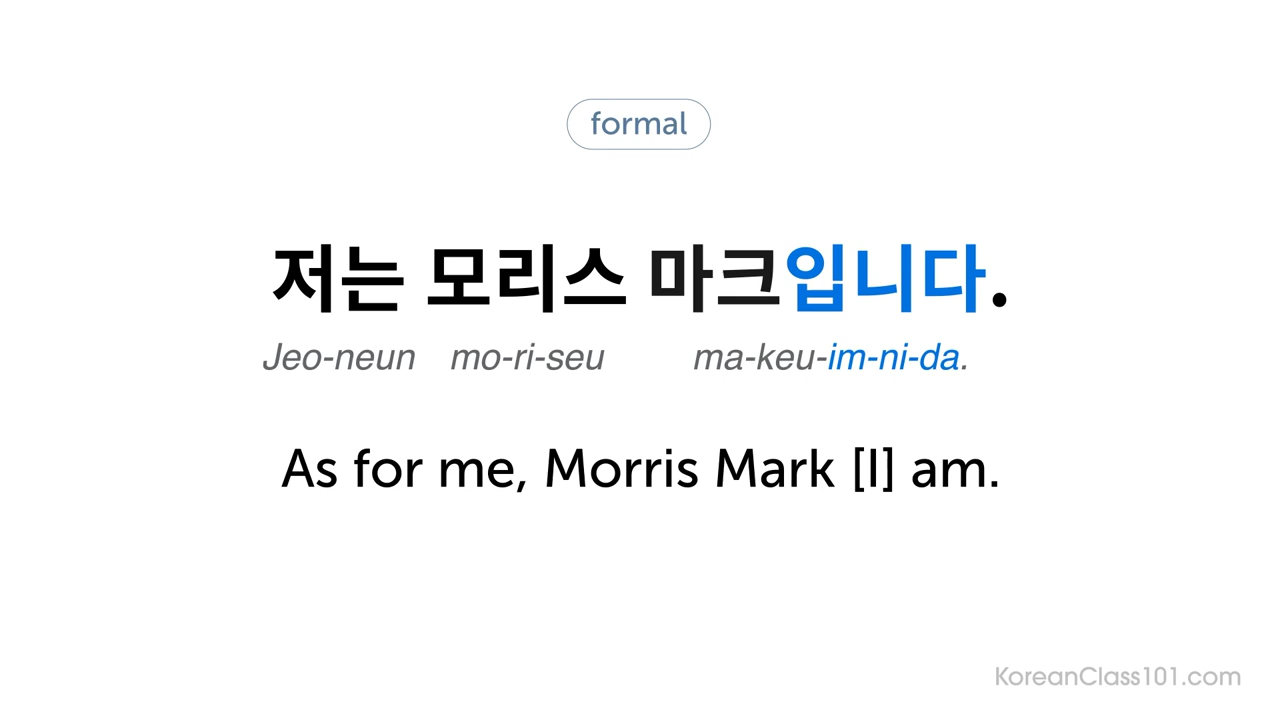 formal
저는 모리스 마크입니다.
Jeo-neun mo-ri-seu ma-keu-im-ni-da.
As for me, Morris Mark [I] am.
KoreanClass101.com